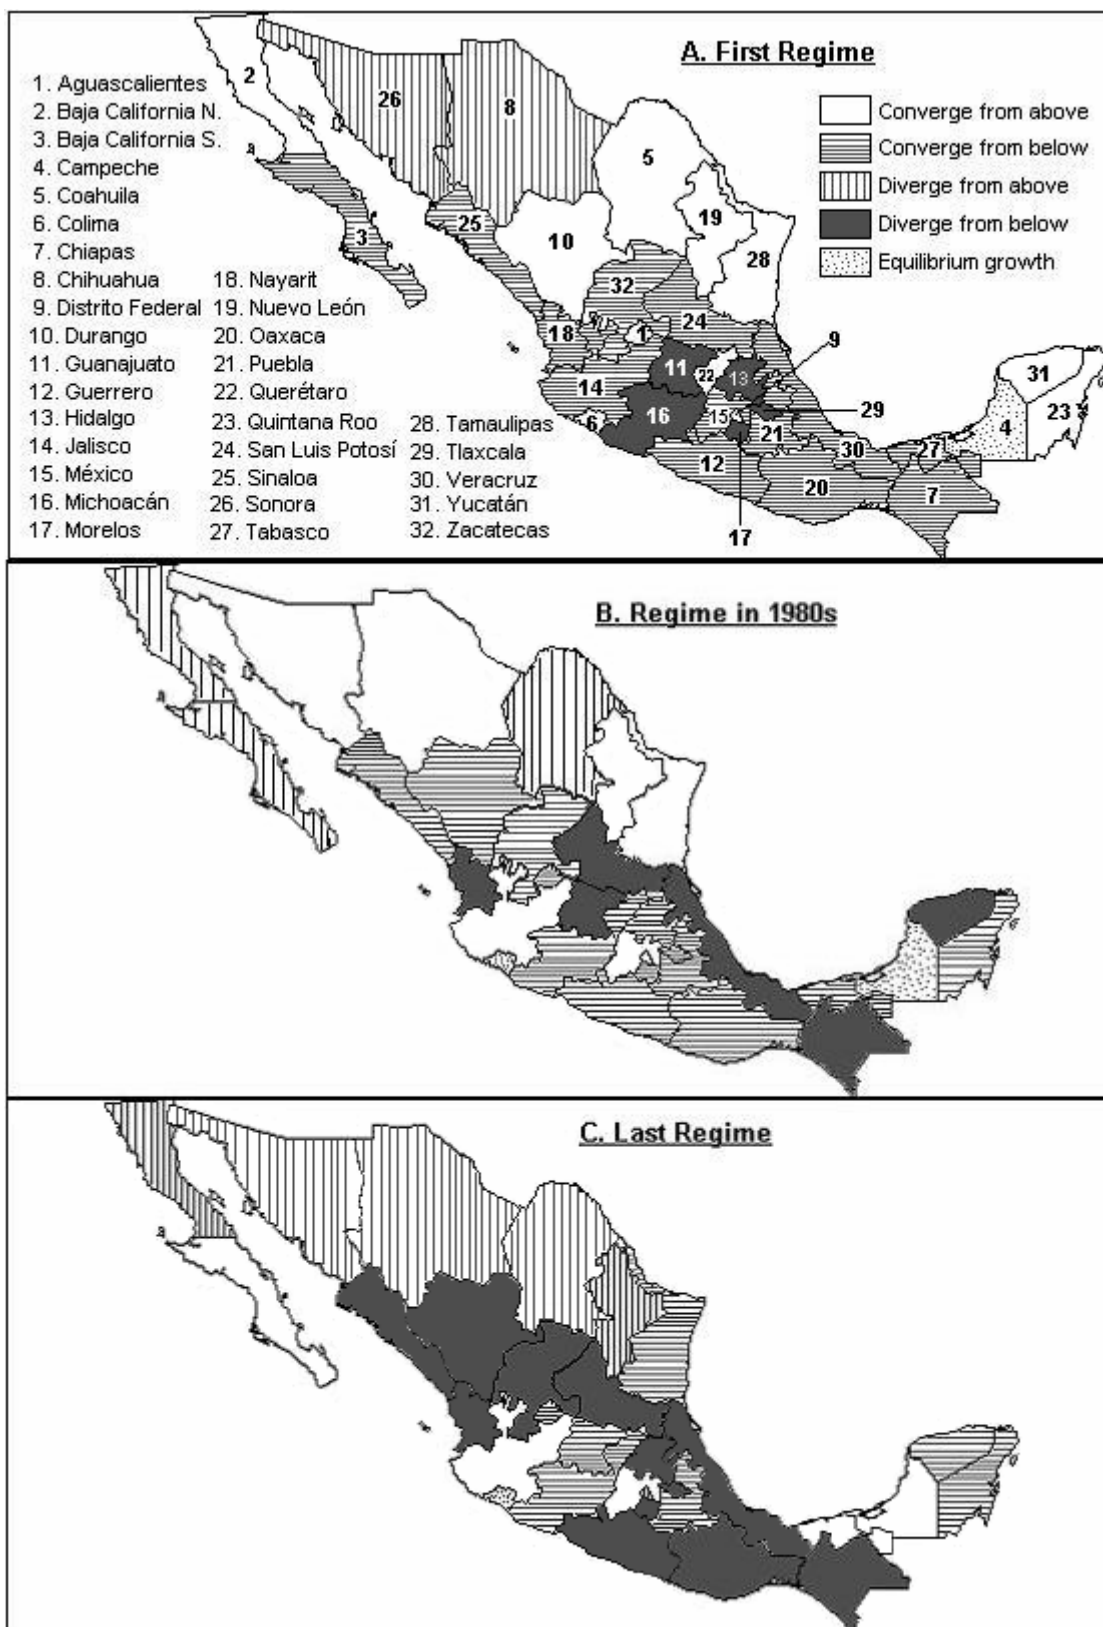 A. First Regime
Converge from above
Converge from below
Diverge from above
Diverge from below
Equilibrium growth
1. Aguascalientes
2. Baja California N.
3. Baja California S.
4. Campeche
5. Coahuila
6. Colima
7. Chiapas
8. Chihuahua
9. Distrito Federal
10. Durango
11. Guanajuato
12. Guerrero
13. Hidalgo
14. Jalisco
15. México
16. Michoacán
17. Morelos
18. Nayarit
19. Nuevo León
20. Oaxaca
21. Puebla
22. Querétaro
23. Quintana Roo
24. San Luis Potosí
25. Sinaloa
26. Sonora
27. Tabasco
28. Tamaulipas
29. Tlaxcala
30. Veracruz
31. Yucatán
32. Zacatecas
2
26
8
5
3
25
10
19
28
32
24
18
1
9
11
22
13
14
31
23
6
16
15
29
21
4
12
30
27
20
7
17
B. Regime in 1980s
C. Last Regime